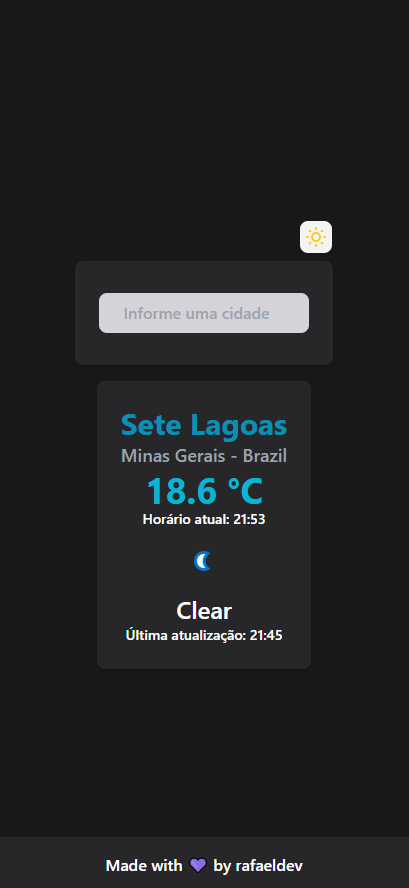 Informe uma cidade
Sete Lagoas
Minas Gerais - Brazil
18.6 °C
Horário atual: 21:53
Clear
Última atualização: 21:45
Made with 💜 by rafaeldev